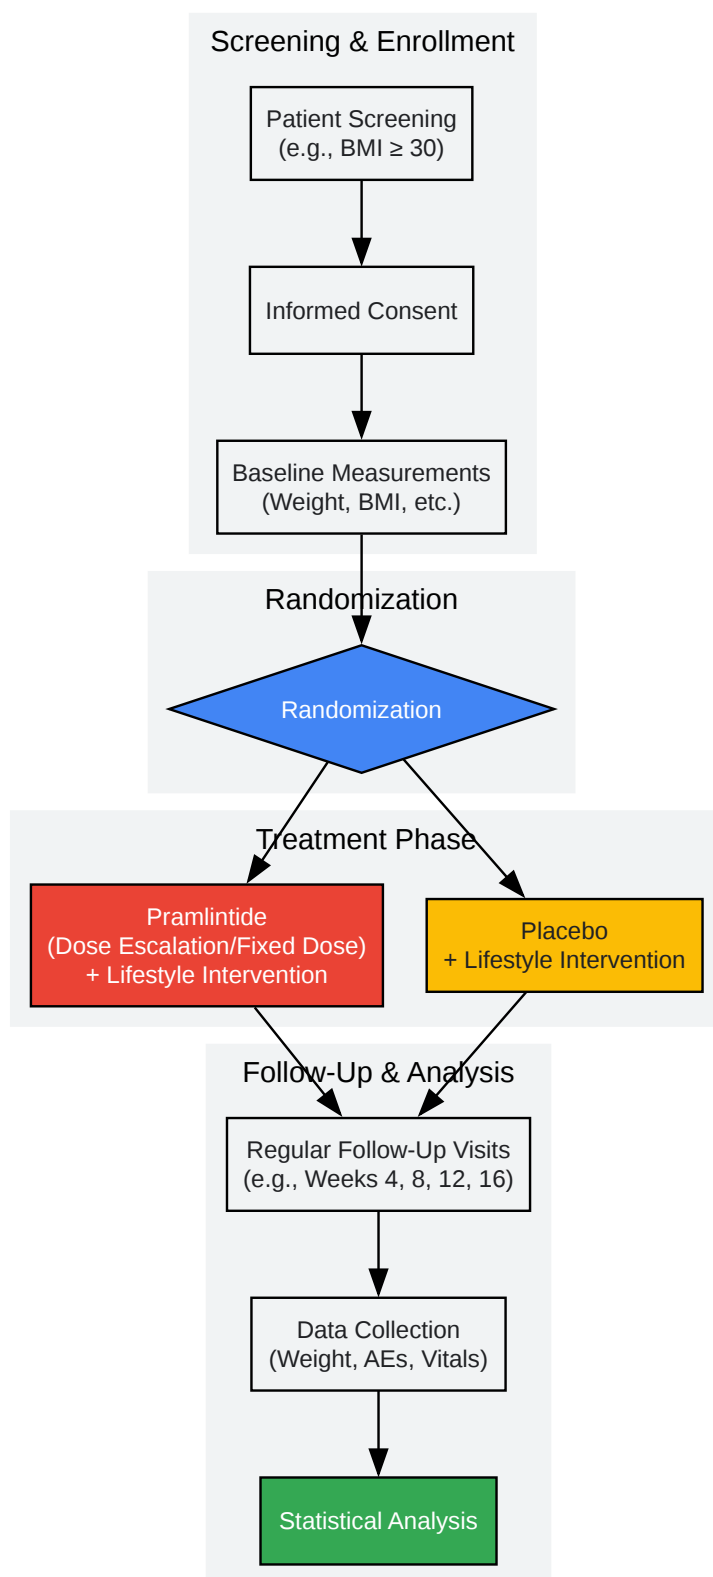 Screening & Enrollment
Patient Screening
(e.g., BMI ≥ 30)
Informed Consent
Baseline Measurements
(Weight, BMI, etc.)
Randomization
Randomization
Treatment Phase
Pramlintide
(Dose Escalation/Fixed Dose)
+ Lifestyle Intervention
Placebo
+ Lifestyle Intervention
Follow-Up & Analysis
Regular Follow-Up Visits
(e.g., Weeks 4, 8, 12, 16)
Data Collection
(Weight, AEs, Vitals)
Statistical Analysis